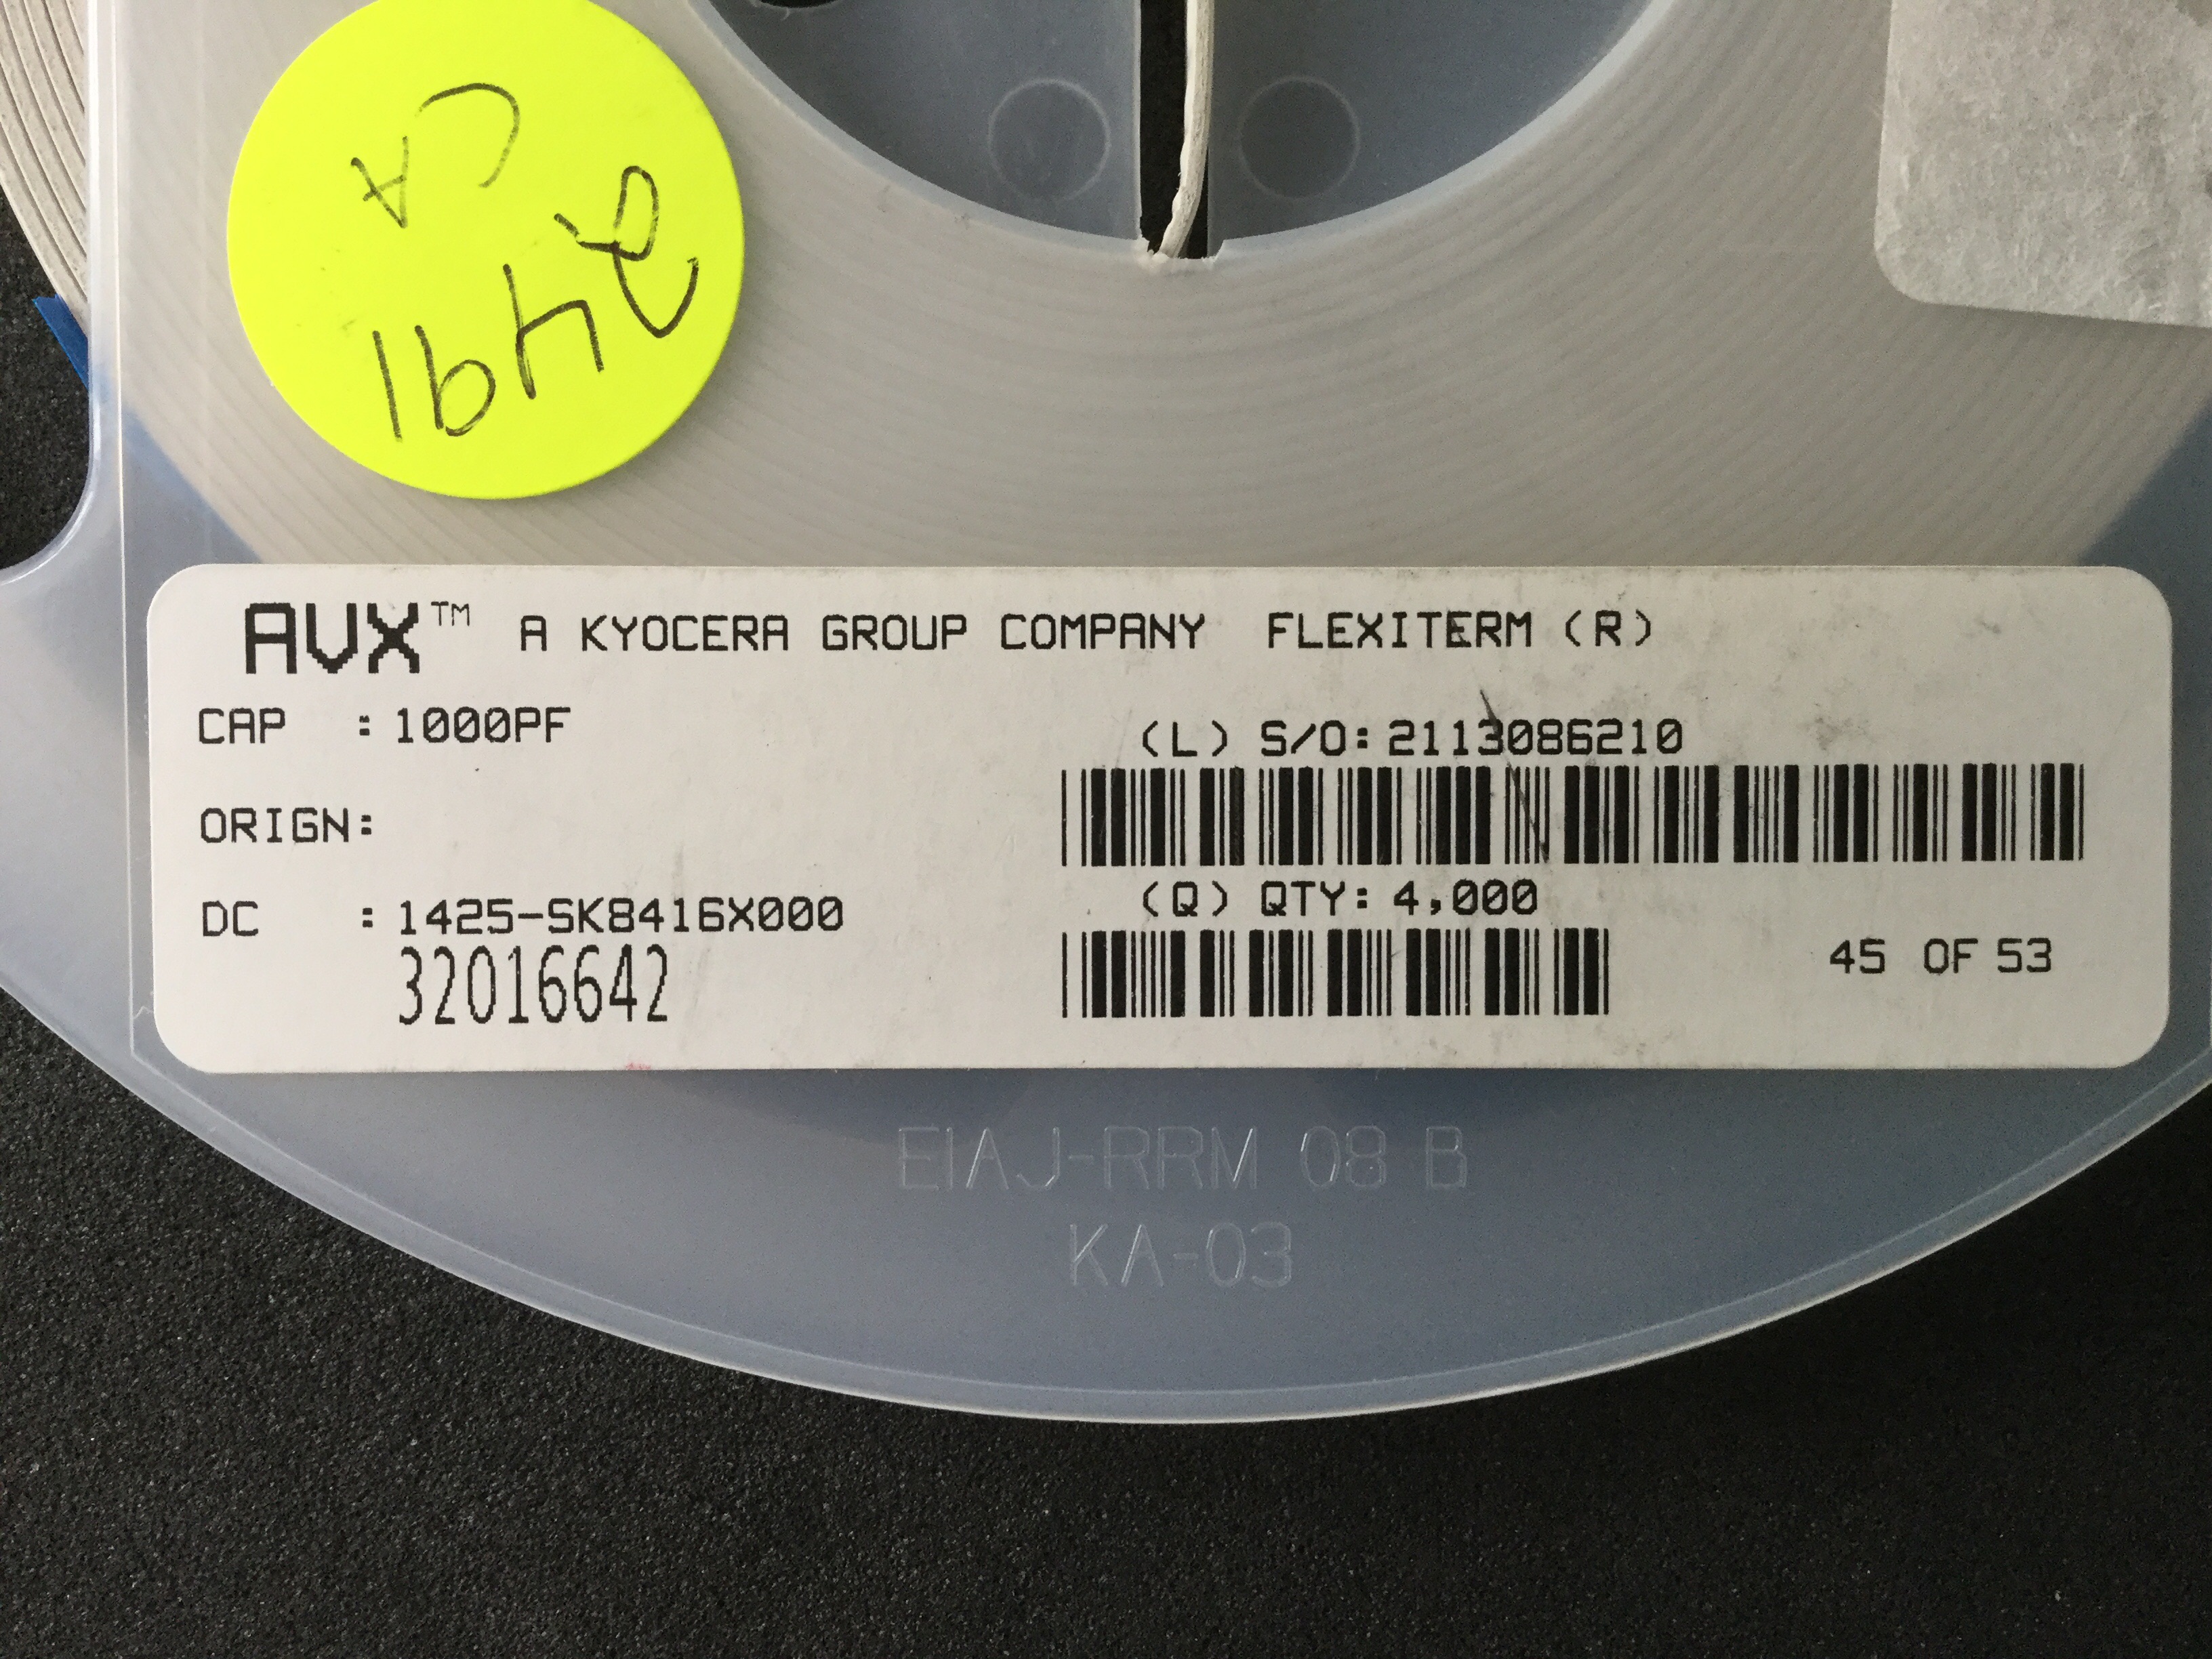 2491
CA
AVX™ A KYOCERA GROUP COMPANY FLEXITERM (R)
CAP : 1000PF
(L) S/O: 2113086210
ORIGN:
(Q) QTY: 4,000
DC : 1425-SK8416X000
32016642
45 OF 53
EIAJ-RRM 08 B
KA-03